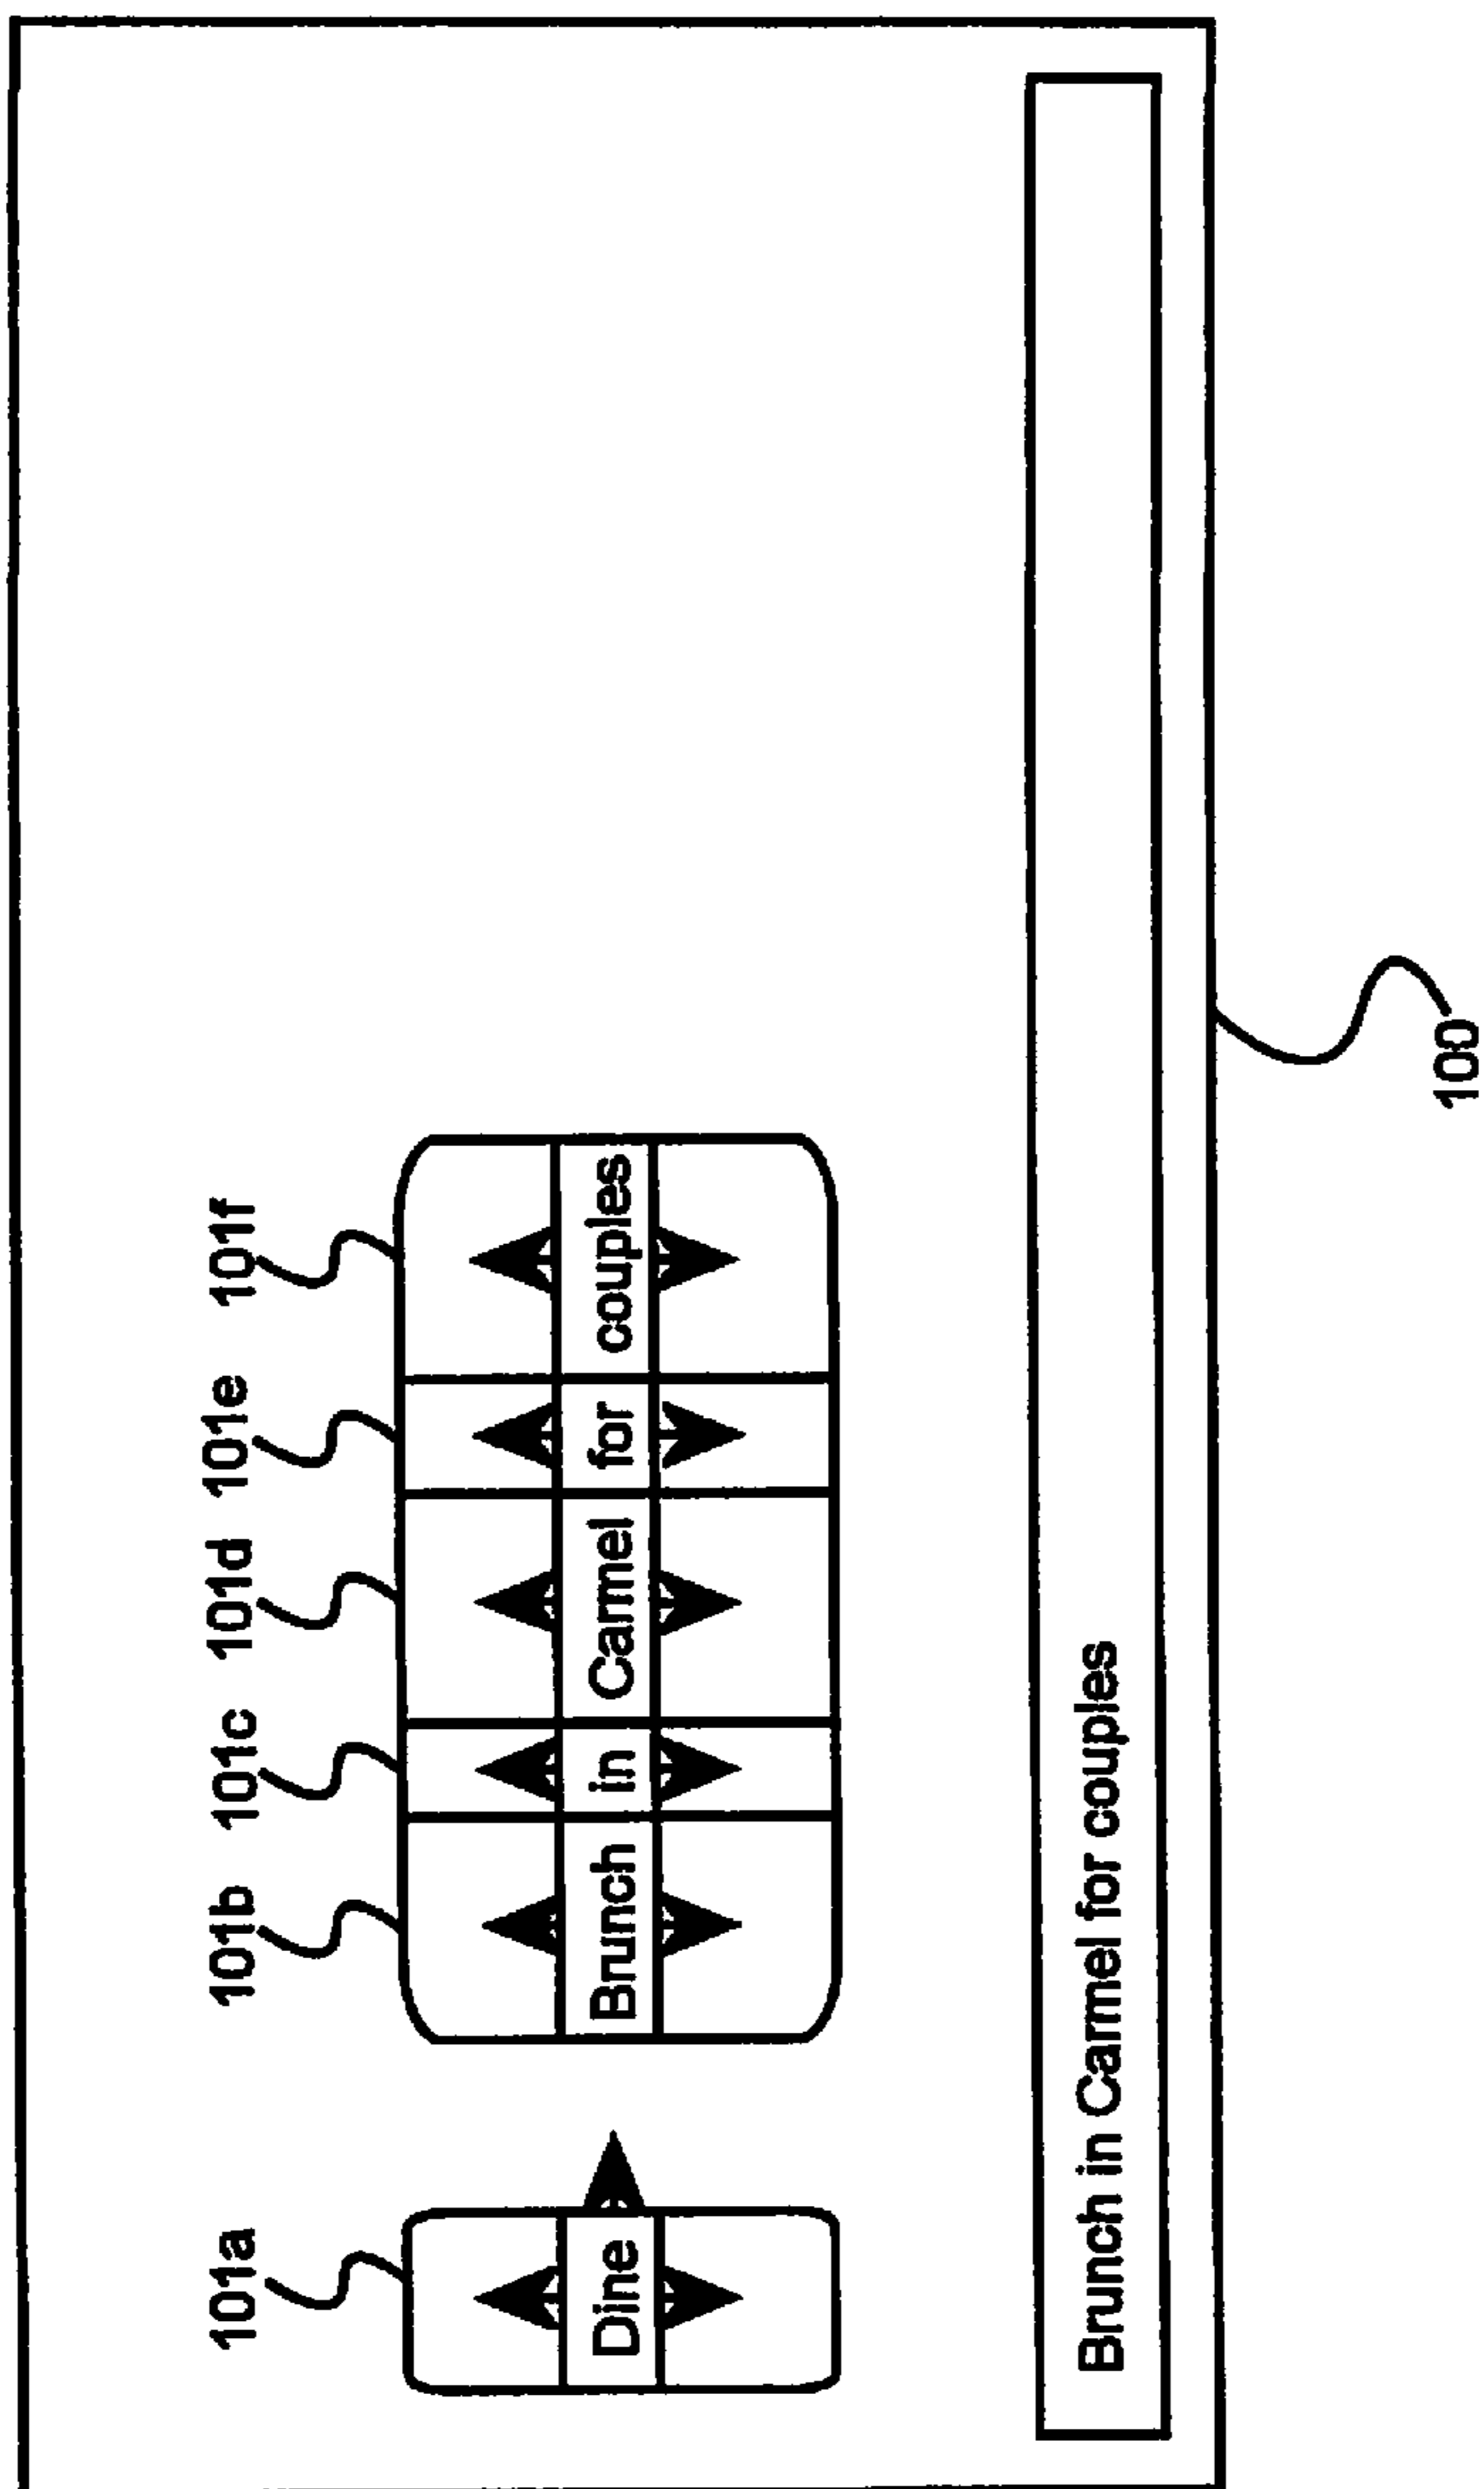 101a 101b 101c 101d 101e 101f
Dine Brunch in Carmel for couples
Brunch in Carmel for couples
100